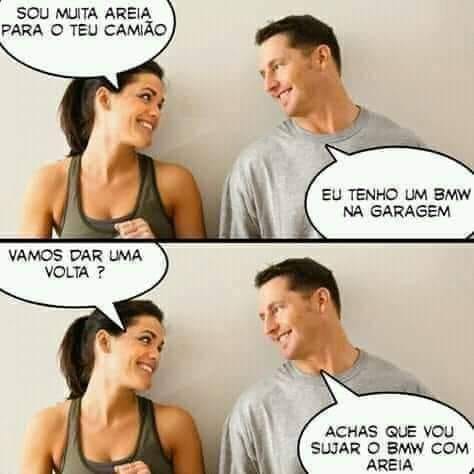 SOU MUITA AREIA
PARA O TEU CAMIÃO
EU TENHO UM BMW
NA GARAGEM
VAMOS DAR UMA
VOLTA ?
ACHAS QUE VOU
SUJAR O BMW COM
AREIA